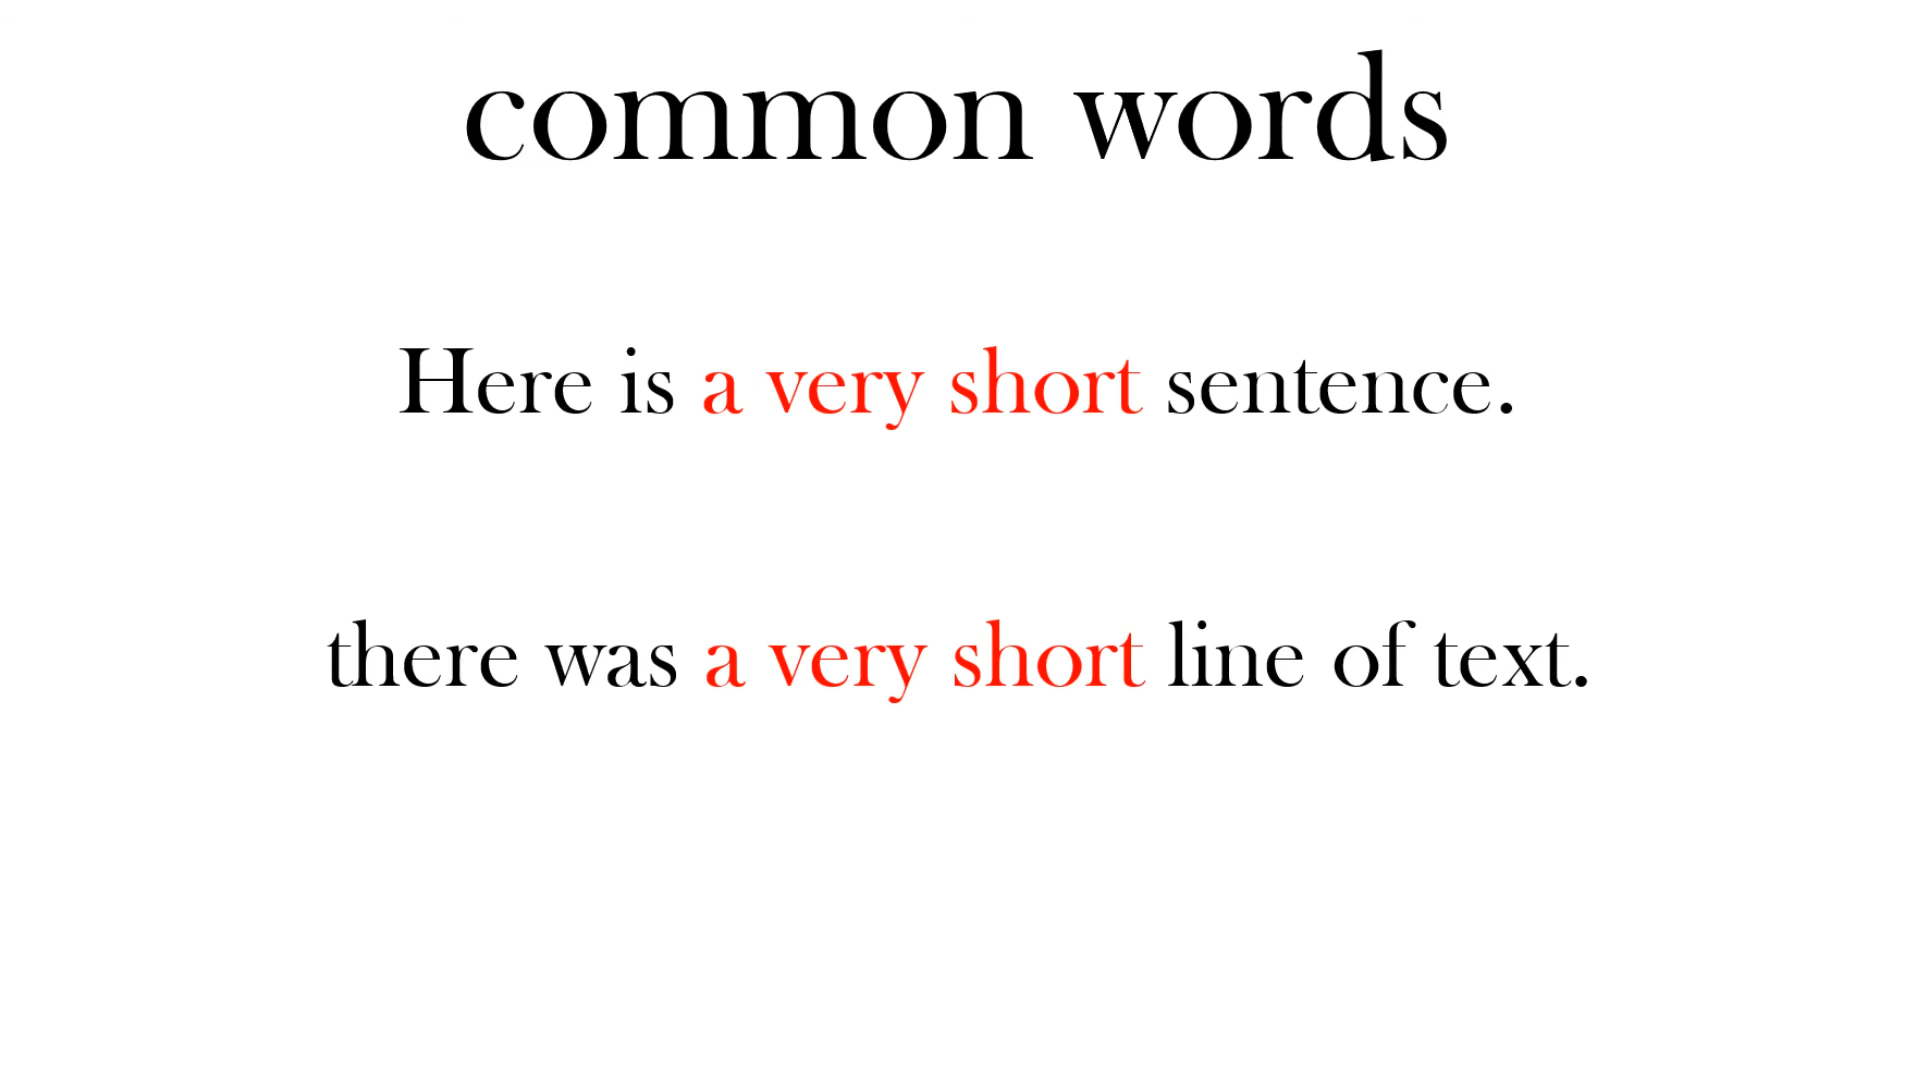 common words
Here is a very short sentence.
there was a very short line of text.